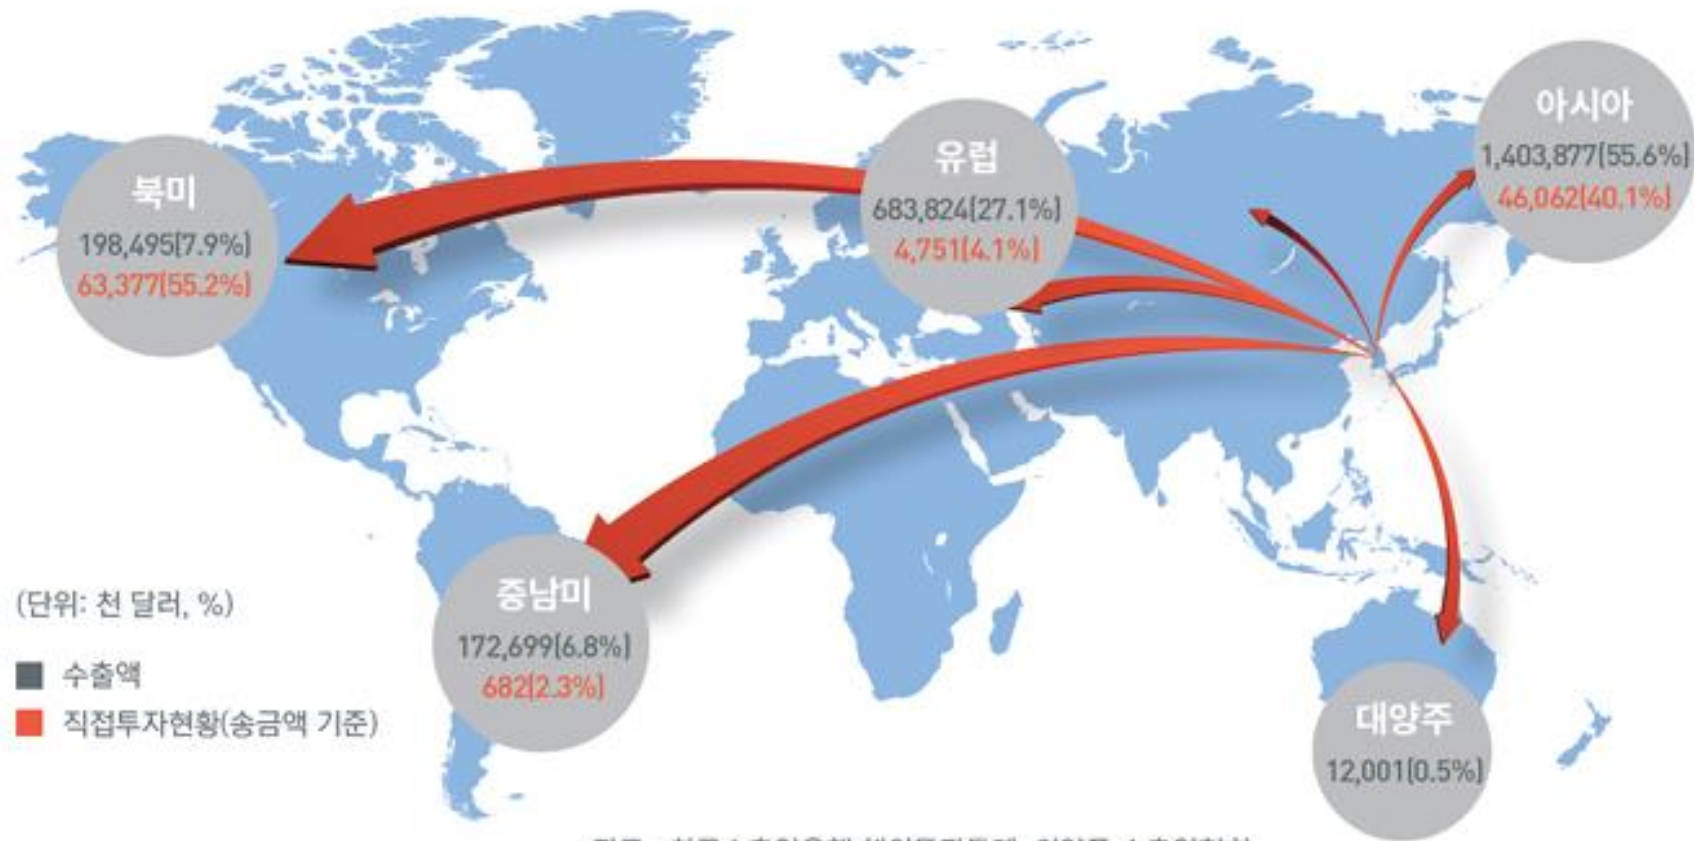 북미
198,495(7.9%)
63,377(55.2%)
유럽
683,824(27.1%)
4,751(4.1%)
아시아
1,403,877(55.6%)
46,062(40.1%)
중남미
172,699(6.8%)
682(2.3%)
대양주
12,001(0.5%)
(단위: 천 달러, %)
수출액
직접투자현황(송금액 기준)